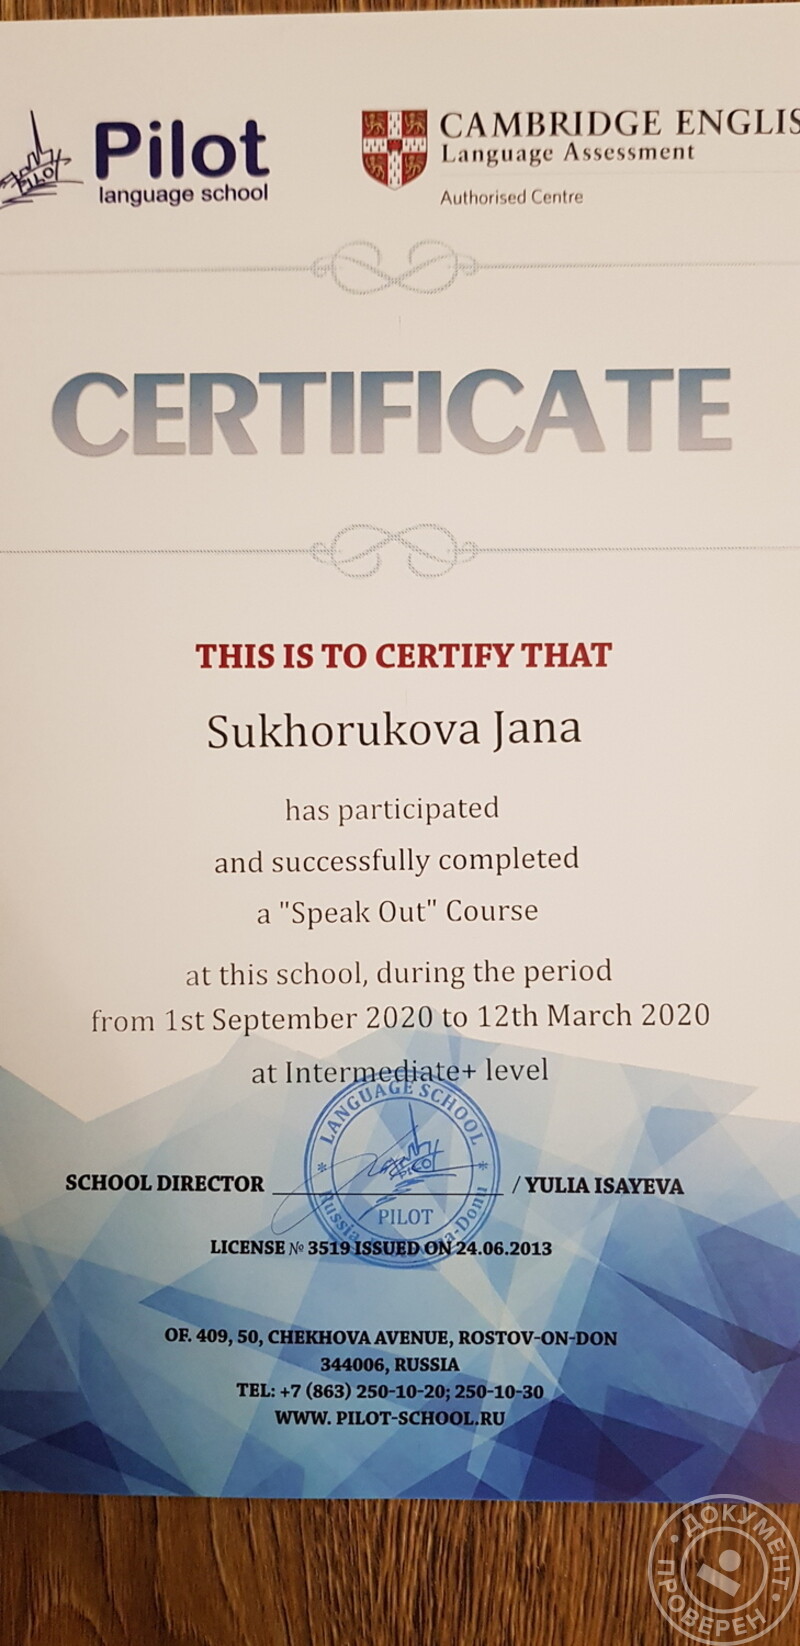 Pilot
language school
PILOT
CAMBRIDGE ENGLIS
Language Assessment
Authorised Centre
CERTIFICATE
THIS IS TO CERTIFY THAT
Sukhorukova Jana
has participated
and successfully completed
a "Speak Out" Course
at this school, during the period
from 1st September 2020 to 12th March 2020
at Intermediate+ level
LANGUAGE SCHOOL
PILOT
Russia
a-Donu
SCHOOL DIRECTOR / YULIA ISAYEVA
LICENSE № 3519 ISSUED ON 24.06.2013
OF. 409, 50, CHEKHOVA AVENUE, ROSTOV-ON-DON
344006, RUSSIA
TEL: +7 (863) 250-10-20; 250-10-30
WWW. PILOT-SCHOOL.RU
ДОКУМЕНТ
ПРОВЕРЕН